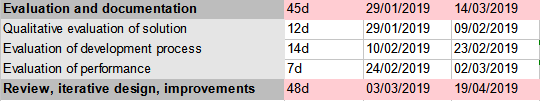 Evaluation and documentation 45d 29/01/2019 14/03/2019
Qualitative evaluation of solution 12d 29/01/2019 09/02/2019
Evaluation of development process 14d 10/02/2019 23/02/2019
Evaluation of performance 7d 24/02/2019 02/03/2019
Review, iterative design, improvements 48d 03/03/2019 19/04/2019